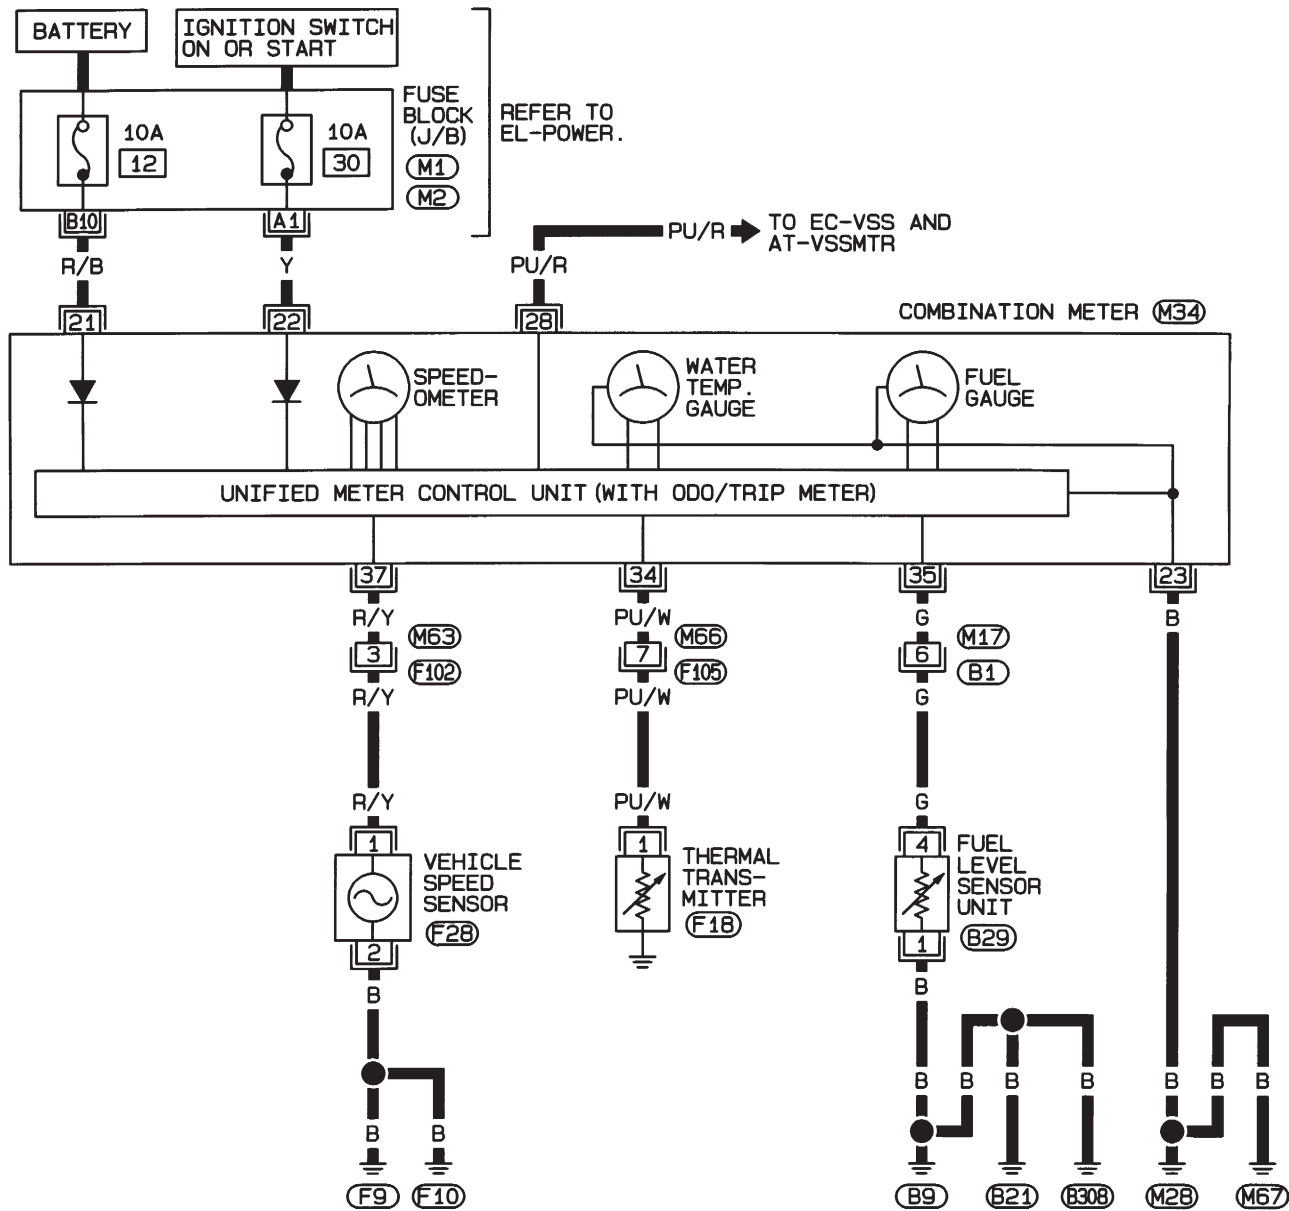 BATTERY
IGNITION SWITCH
ON OR START
10A
12
10A
30
FUSE
BLOCK
(J/B)
M1
M2
REFER TO
EL-POWER.
B10
A1
R/B
Y
PU/R
PU/R
TO EC-VSS AND
AT-VSSMTR
21
22
28
COMBINATION METER M34
SPEED-
OMETER
WATER
TEMP.
GAUGE
FUEL
GAUGE
UNIFIED METER CONTROL UNIT (WITH ODO/TRIP METER)
37
34
35
23
R/Y
PU/W
G
B
3
M63
F102
7
M66
F105
6
M17
B1
R/Y
PU/W
G
R/Y
PU/W
G
1
VEHICLE
SPEED
SENSOR
F28
2
1
THERMAL
TRANS-
MITTER
F18
4
FUEL
LEVEL
SENSOR
UNIT
B29
1
B
B
B
B
B
B
B
B
B
B
B
F9
F10
B9
B21
B308
M28
M67